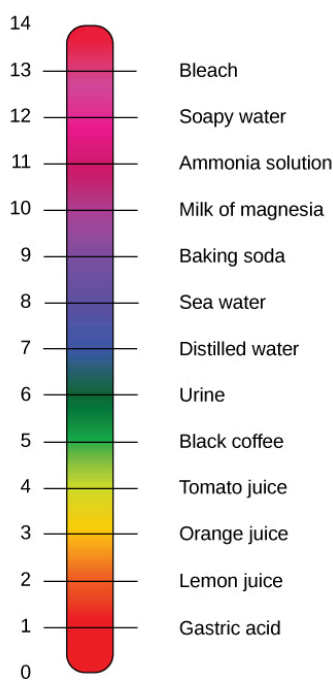 14
13 Bleach
12 Soapy water
11 Ammonia solution
10 Milk of magnesia
9 Baking soda
8 Sea water
7 Distilled water
6 Urine
5 Black coffee
4 Tomato juice
3 Orange juice
2 Lemon juice
1 Gastric acid
0